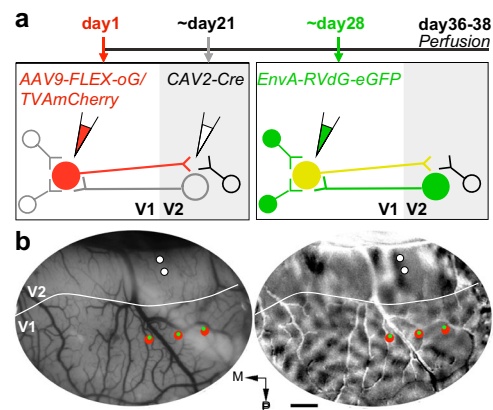 a
day1
~day21
~day28
day36-38
Perfusion
AAV9-FLEX-oG/
TVAmCherry
CAV2-Cre
EnvA-RVdG-eGFP
V1 V2
V1 V2
b
V2
V1
M
P